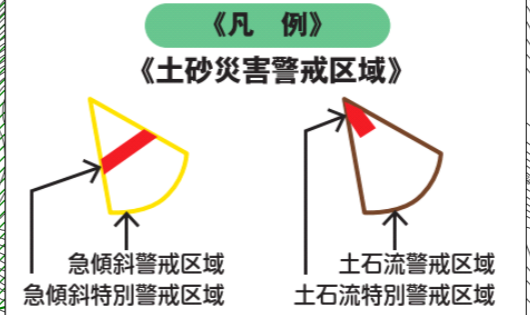 《凡　例》
《土砂災害警戒区域》
急傾斜警戒区域
急傾斜特別警戒区域
土石流警戒区域
土石流特別警戒区域